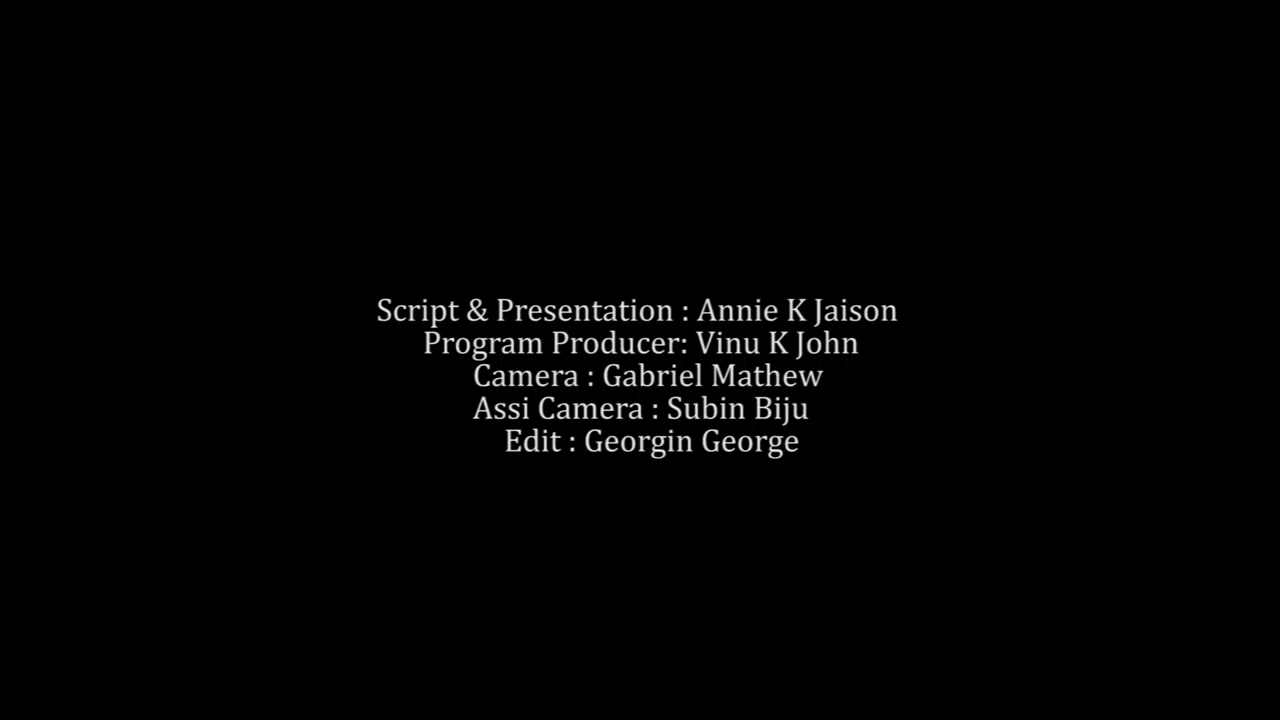 Script & Presentation : Annie K Jaison
Program Producer: Vinu K John
Camera : Gabriel Mathew
Assi Camera : Subin Biju
Edit : Georgin George